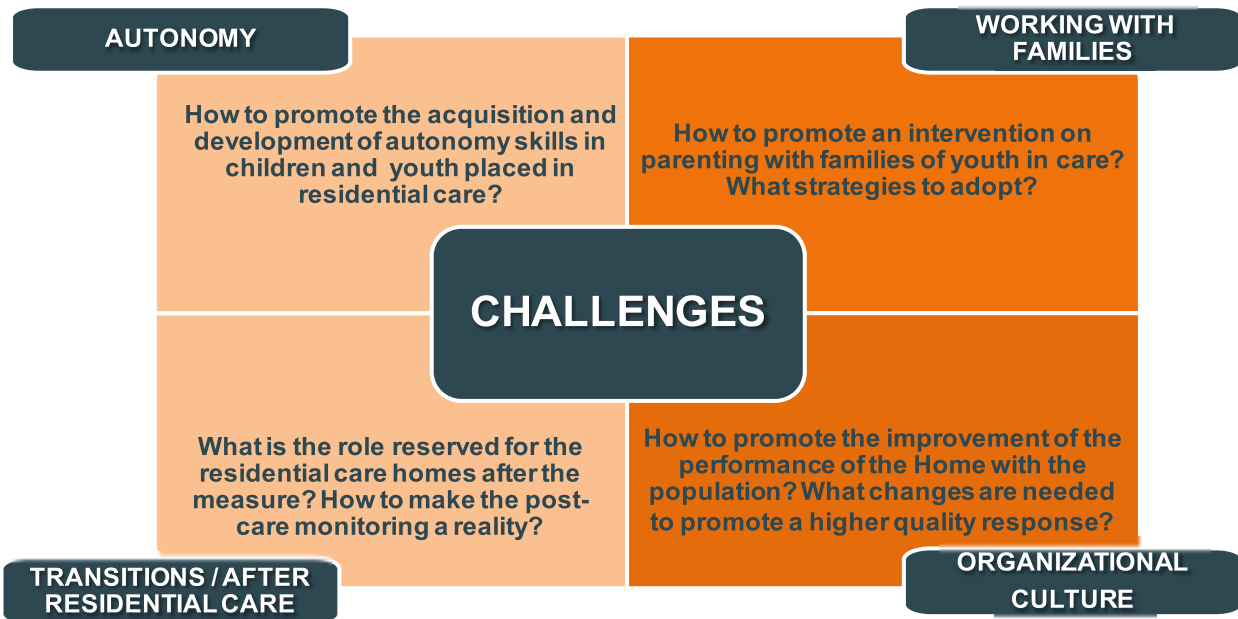 AUTONOMY
How to promote the acquisition and
development of autonomy skills in
children and youth placed in
residential care?
WORKING WITH
FAMILIES
How to promote an intervention on
parenting with families of youth in care?
What strategies to adopt?
CHALLENGES
What is the role reserved for the
residential care homes after the
measure? How to make the post-
care monitoring a reality?
TRANSITIONS / AFTER
RESIDENTIAL CARE
How to promote the improvement of the
performance of the Home with the
population? What changes are needed
to promote a higher quality response?
ORGANIZATIONAL
CULTURE